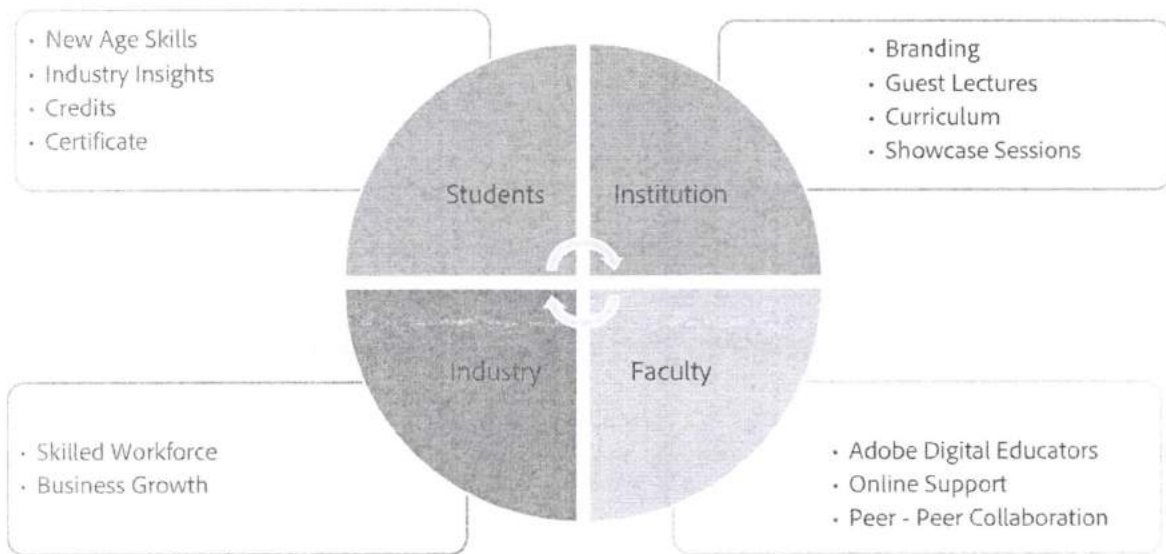 • New Age Skills
• Industry Insights
• Credits
• Certificate
• Branding
• Guest Lectures
• Curriculum
• Showcase Sessions
Students
Institution
Industry
Faculty
• Skilled Workforce
• Business Growth
• Adobe Digital Educators
• Online Support
• Peer - Peer Collaboration